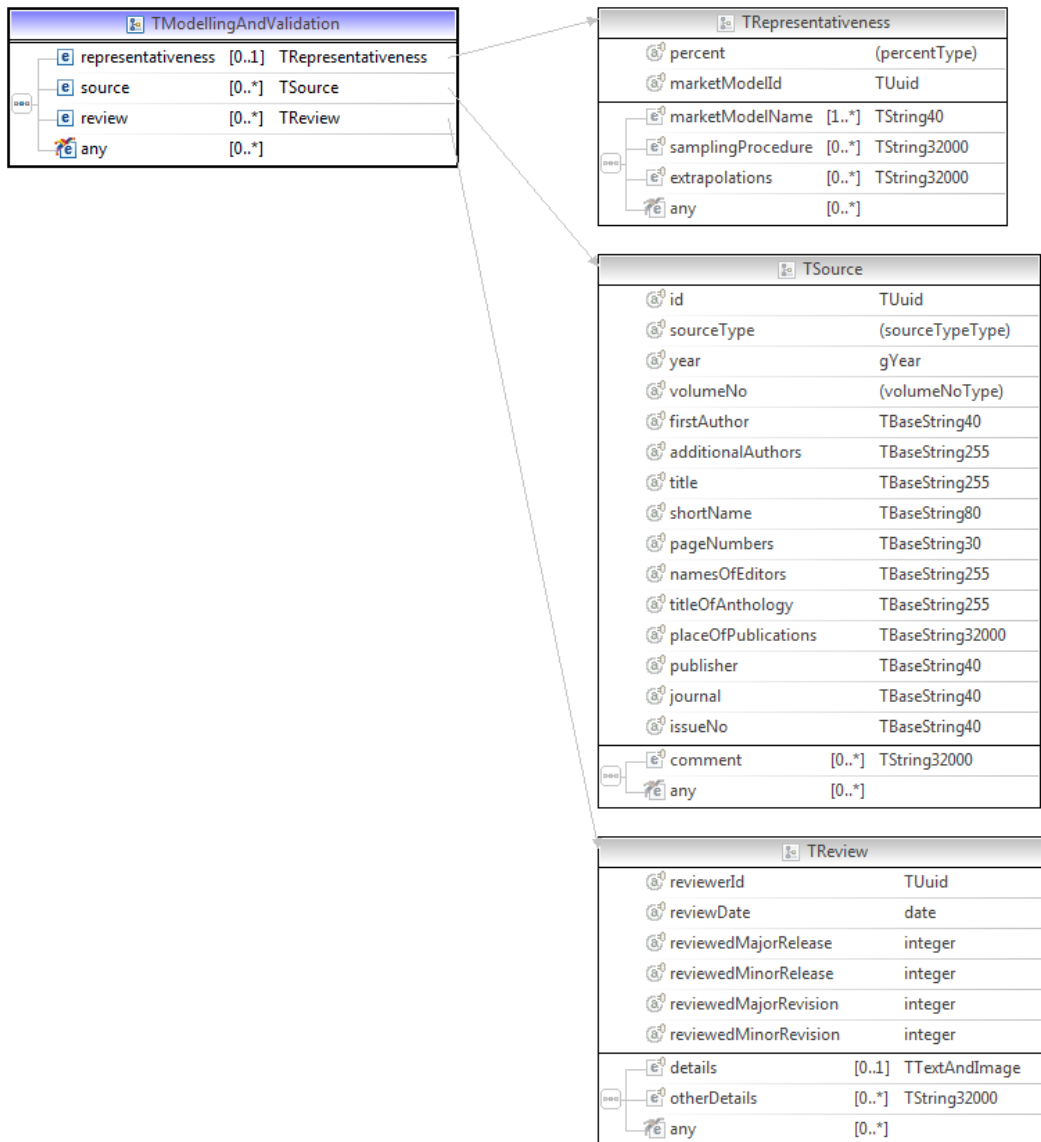 TModellingAndValidation
representativeness [0..1] TRepresentativeness
source [0..*] TSource
review [0..*] TReview
any [0..*]
TRepresentativeness
percent (percentType)
marketModelId TUuid
marketModelName [1..*] TString40
samplingProcedure [0..*] TString32000
extrapolations [0..*] TString32000
any [0..*]
TSource
id TUuid
sourceType (sourceTypeType)
year gYear
volumeNo (volumeNoType)
firstAuthor TBaseString40
additionalAuthors TBaseString255
title TBaseString255
shortName TBaseString80
pageNumbers TBaseString30
namesOfEditors TBaseString255
titleOfAnthology TBaseString255
placeOfPublications TBaseString32000
publisher TBaseString40
journal TBaseString40
issueNo TBaseString40
comment [0..*] TString32000
any [0..*]
TReview
reviewerId TUuid
reviewDate date
reviewedMajorRelease integer
reviewedMinorRelease integer
reviewedMajorRevision integer
reviewedMinorRevision integer
details [0..1] TTextAndImage
otherDetails [0..*] TString32000
any [0..*]